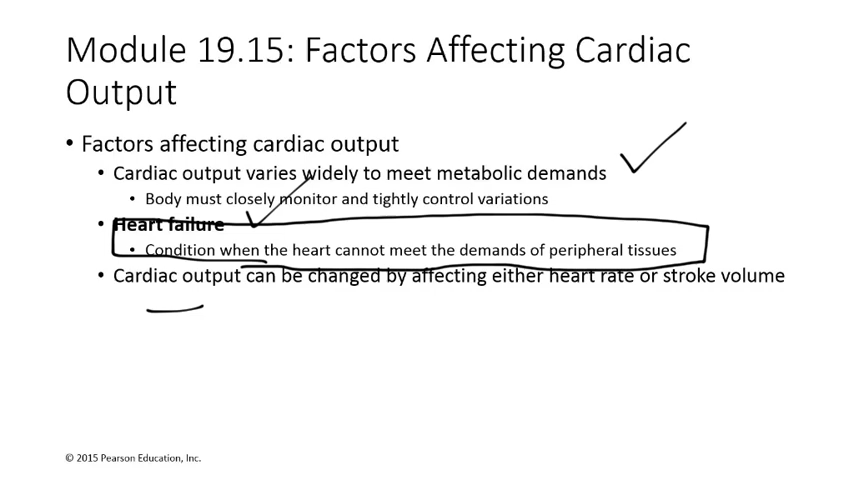 Module 19.15: Factors Affecting Cardiac
Output
• Factors affecting cardiac output
• Cardiac output varies widely to meet metabolic demands
• Body must closely monitor and tightly control variations
• Heart failure
• Condition when the heart cannot meet the demands of peripheral tissues
• Cardiac output can be changed by affecting either heart rate or stroke volume
© 2015 Pearson Education, Inc.